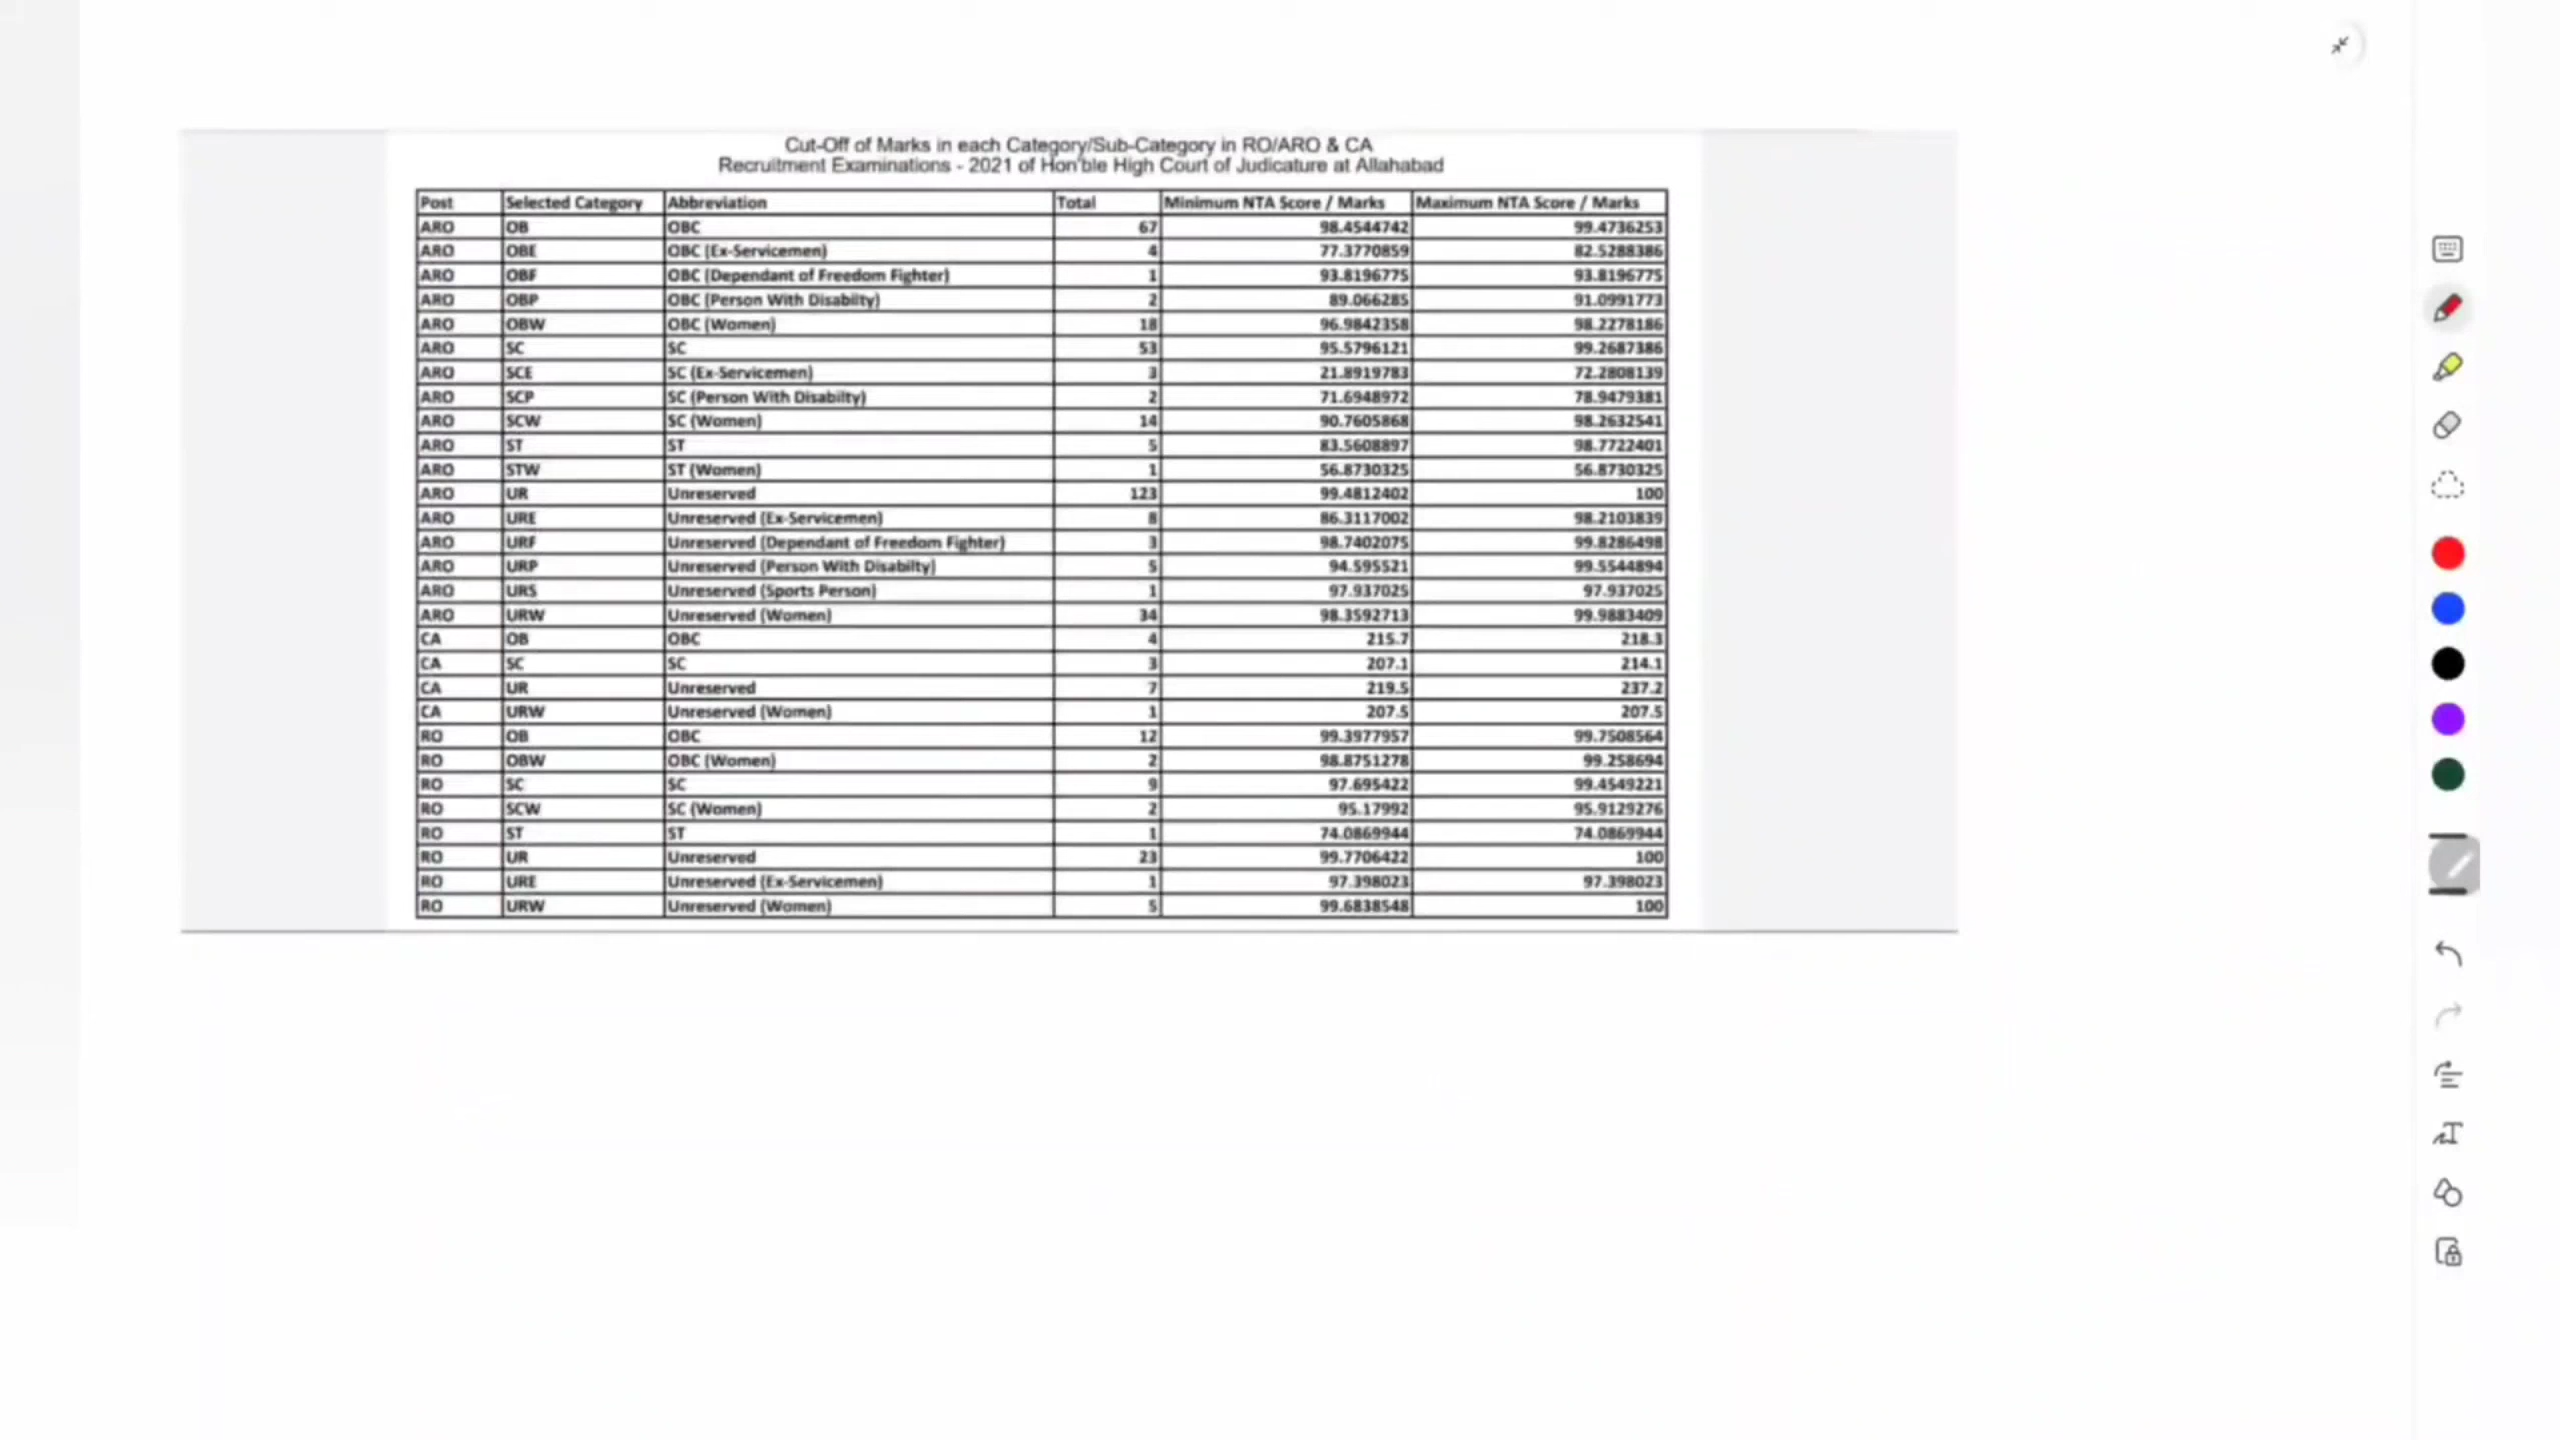 Cut-Off of Marks in each Category/Sub-Category in RO/ARO & CA
Recruitment Examinations - 2021 of Hon'ble High Court of Judicature at Allahabad
Post Selected Category Abbreviation Total Minimum NTA Score / Marks Maximum NTA Score / Marks
ARO OB OBC 67 98.4544742 99.4736253
ARO OBE OBC (Ex-Servicemen) 4 77.3770859 82.5288386
ARO OBF OBC (Dependant of Freedom Fighter) 1 93.8196775 93.8196775
ARO OBP OBC (Person With Disabilty) 2 89.066285 91.0991773
ARO OBW OBC (Women) 18 96.9842358 98.2278186
ARO SC SC 53 95.5796121 99.2687386
ARO SCE SC (Ex-Servicemen) 3 21.8919783 72.2808139
ARO SCP SC (Person With Disabilty) 2 71.6948972 78.9479381
ARO SCW SC (Women) 14 90.7605868 98.2632541
ARO ST ST 5 83.5608897 98.7722401
ARO STW ST (Women) 1 56.8730325 56.8730325
ARO UR Unreserved 123 99.4812402 100
ARO URE Unreserved (Ex-Servicemen) 8 86.3117002 98.2103839
ARO URF Unreserved (Dependant of Freedom Fighter) 3 98.7402075 99.8286498
ARO URP Unreserved (Person With Disabilty) 5 94.595521 99.5544894
ARO URS Unreserved (Sports Person) 1 97.937025 97.937025
ARO URW Unreserved (Women) 34 98.3592713 99.9883409
CA OB OBC 4 215.7 218.3
CA SC SC 3 207.1 214.1
CA UR Unreserved 7 219.5 237.2
CA URW Unreserved (Women) 1 207.5 207.5
RO OB OBC 12 99.3977957 99.7508564
RO OBW OBC (Women) 2 98.8751278 99.258694
RO SC SC 9 97.695422 99.4549221
RO SCW SC (Women) 2 95.17992 95.9129276
RO ST ST 1 74.0869944 74.0869944
RO UR Unreserved 23 99.7706422 100
RO URE Unreserved (Ex-Servicemen) 1 97.398023 97.398023
RO URW Unreserved (Women) 5 99.6838548 100